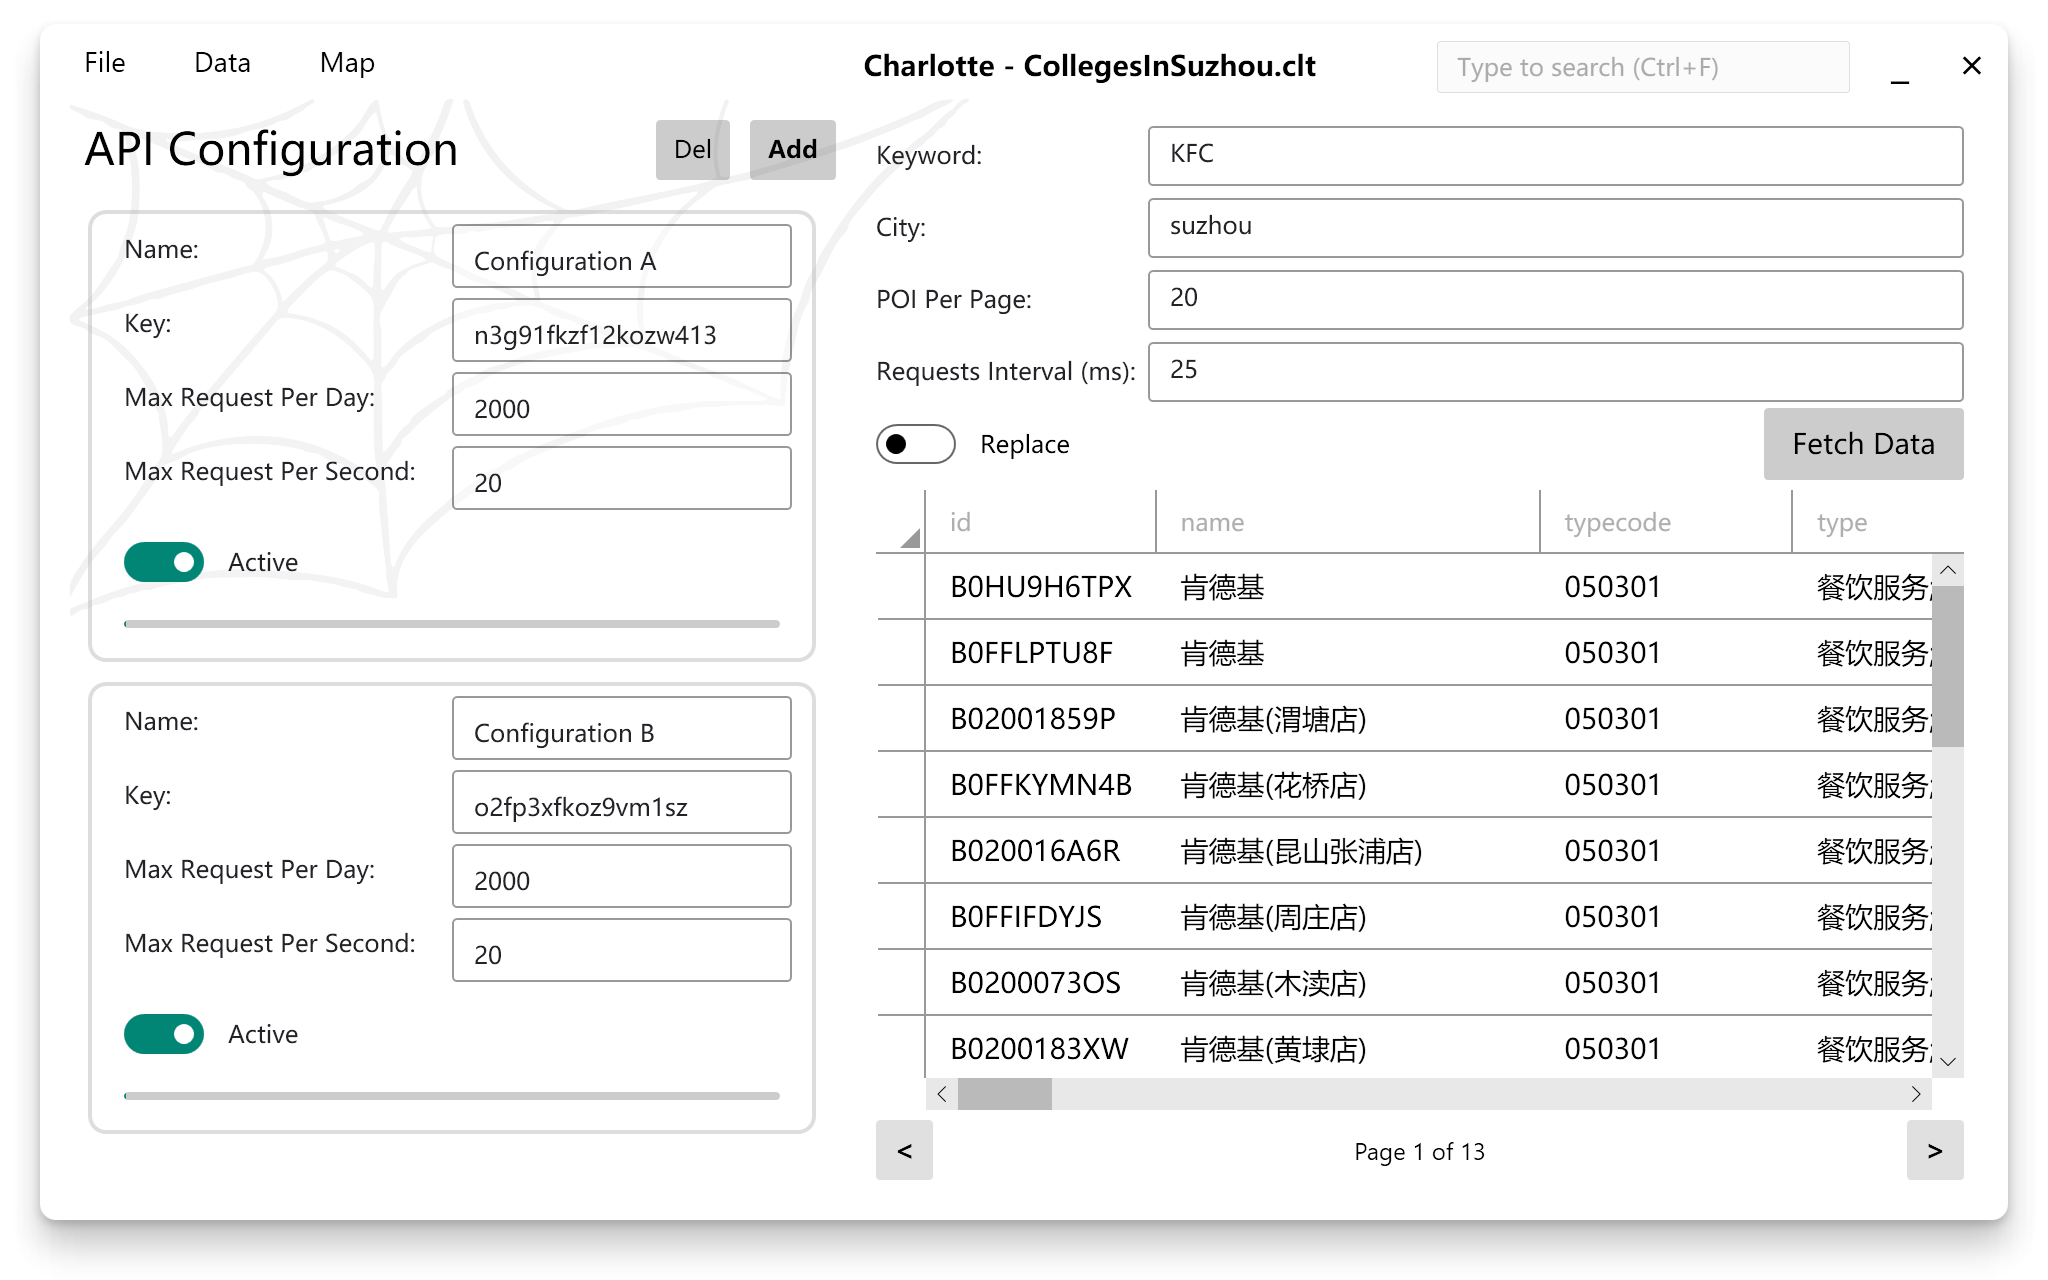 File Data Map Charlotte - CollegesInSuzhou.clt Type to search (Ctrl+F) _ ×
API Configuration Del Add
Name: Configuration A
Key: n3g91fkzf12kozw413
Max Request Per Day: 2000
Max Request Per Second: 20
Active
Name: Configuration B
Key: o2fp3xfkoz9vm1sz
Max Request Per Day: 2000
Max Request Per Second: 20
Active
Keyword: KFC
City: suzhou
POI Per Page: 20
Requests Interval (ms): 25
Replace Fetch Data
id name typecode type
B0HU9H6TPX 肯德基 050301 餐饮服务
B0FFLPTU8F 肯德基 050301 餐饮服务
B02001859P 肯德基(渭塘店) 050301 餐饮服务
B0FFKYMN4B 肯德基(花桥店) 050301 餐饮服务
B020016A6R 肯德基(昆山张浦店) 050301 餐饮服务
B0FFIFDYJS 肯德基(周庄店) 050301 餐饮服务
B0200073OS 肯德基(木渎店) 050301 餐饮服务
B0200183XW 肯德基(黄埭店) 050301 餐饮服务
< Page 1 of 13 >